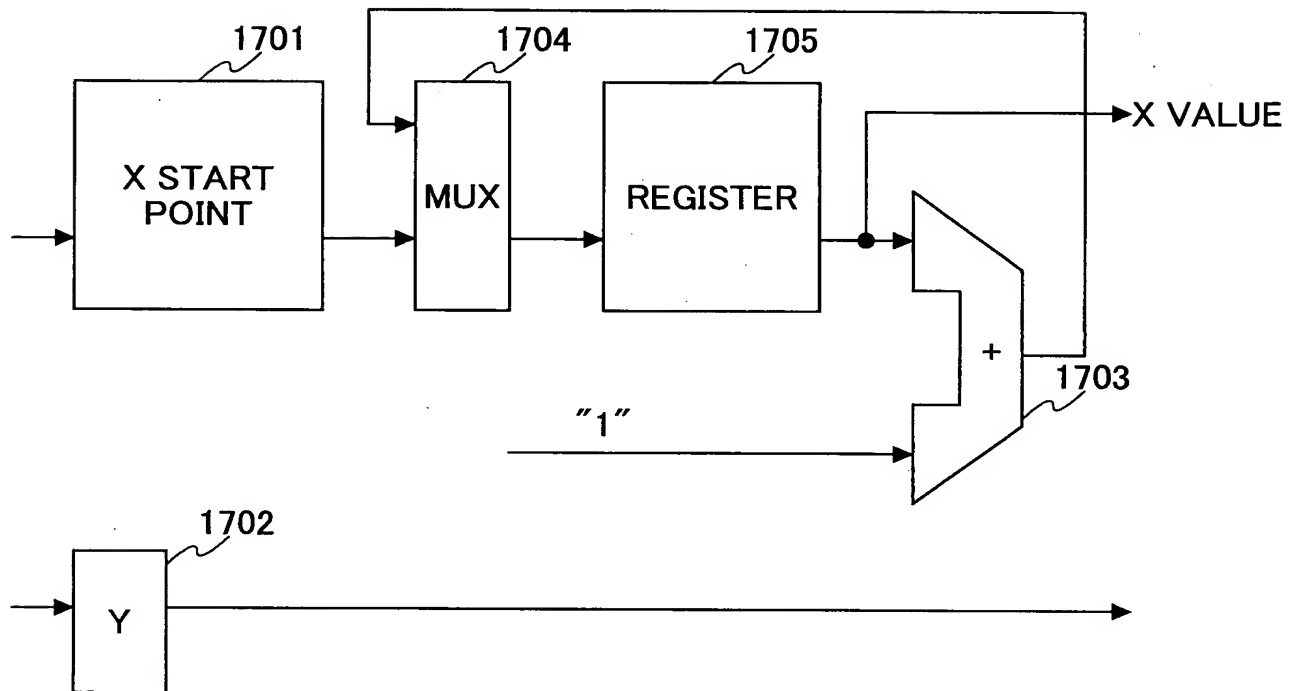 1701
1704
1705
X VALUE
X START
POINT
MUX
REGISTER
+
1703
"1"
1702
Y